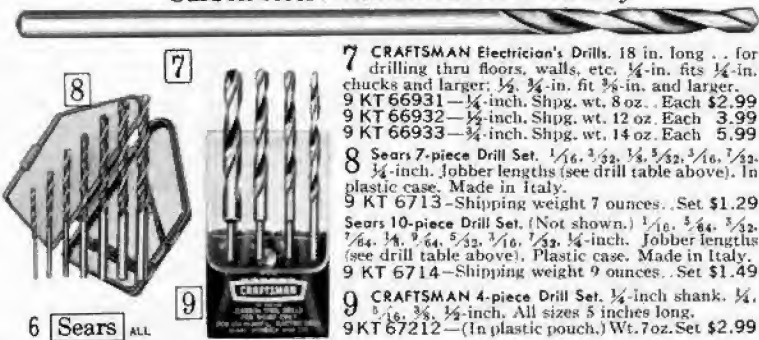 7
8
9
6 Sears ALL
CRAFTSMAN
7 CRAFTSMAN Electrician's Drills. 18 in. long . . for
drilling thru floors, walls, etc. ¼-in. fits ¼-in.
chucks and larger; ½, ¾-in. fit ⅜-in. and larger.
9 KT 66931—¼-inch. Shpg. wt. 8 oz. . Each $2.99
9 KT 66932—½-inch. Shpg. wt. 12 oz. Each 3.99
9 KT 66933—¾-inch. Shpg. wt. 14 oz. Each 5.99
8 Sears 7-piece Drill Set. 1/16, 3/32, ⅛, 5/32, 3/16, 7/32,
¼-inch. Jobber lengths (see drill table above). In
plastic case. Made in Italy.
9 KT 6713—Shipping weight 7 ounces. . Set $1.29
Sears 10-piece Drill Set. (Not shown.) 1/16, 5/64, 3/32,
7/64, ⅛, 9/64, 5/32, 3/16, 7/32, ¼-inch. Jobber lengths
(see drill table above). Plastic case. Made in Italy.
9 KT 6714—Shipping weight 9 ounces. . Set $1.49
9 CRAFTSMAN 4-piece Drill Set. ¼-inch shank. ¼,
5/16, ⅜, ½-inch. All sizes 5 inches long.
9 KT 67212—(In plastic pouch.) Wt. 7 oz. Set $2.99